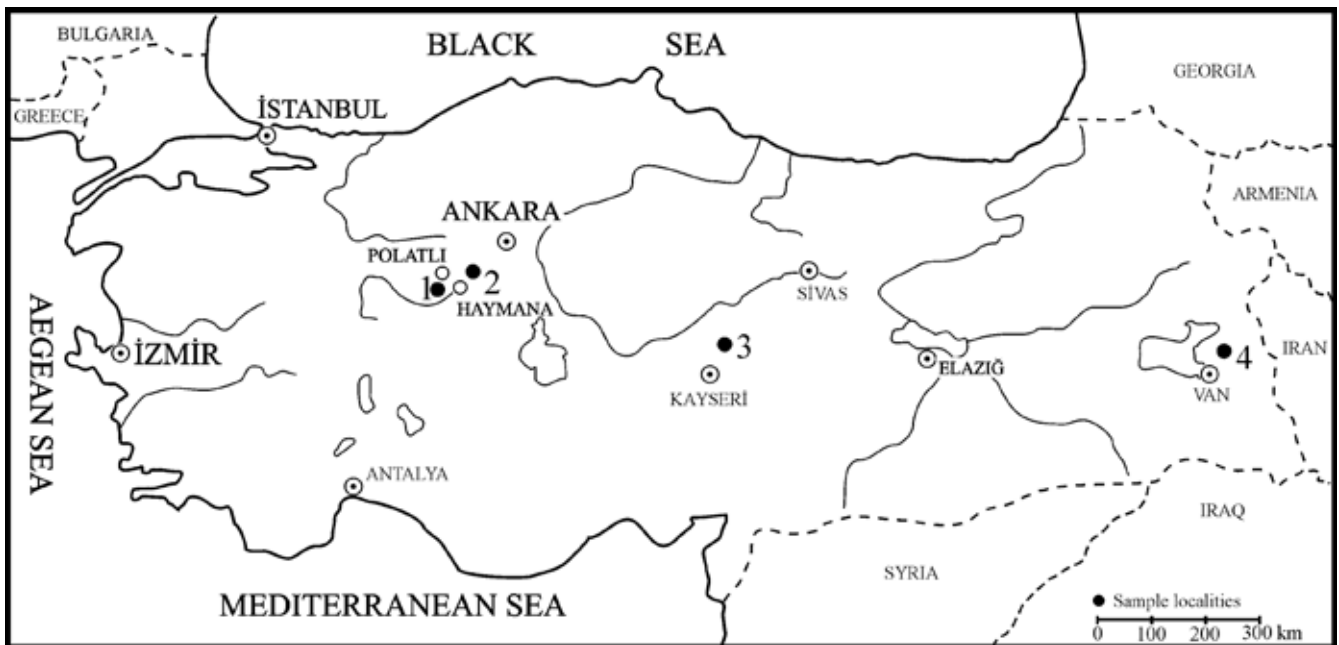 BULGARIA
BLACK SEA
GEORGIA
GREECE
İSTANBUL
ARMENIA
ANKARA
POLATLI
2
1
HAYMANA
SİVAS
AEGEAN SEA
İZMİR
3
KAYSERİ
ELAZIĞ
4
IRAN
VAN
ANTALYA
IRAQ
SYRIA
MEDITERRANEAN SEA
Sample localities
0 100 200 300 km